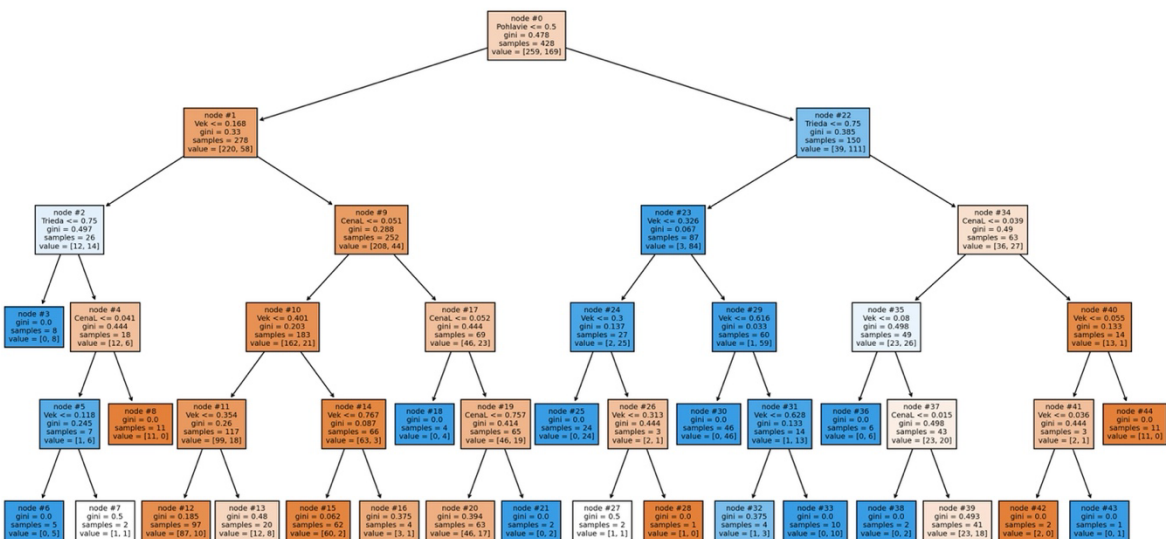 node #0
Pohlavie <= 0.5
gini = 0.478
samples = 428
value = [259, 169]
node #1
Vek <= 0.168
gini = 0.33
samples = 278
value = [220, 58]
node #22
Trieda <= 0.75
gini = 0.385
samples = 150
value = [39, 111]
node #2
Trieda <= 0.75
gini = 0.497
samples = 26
value = [12, 14]
node #9
CenaL <= 0.051
gini = 0.288
samples = 252
value = [208, 44]
node #23
Vek <= 0.326
gini = 0.067
samples = 87
value = [3, 84]
node #34
CenaL <= 0.039
gini = 0.49
samples = 63
value = [36, 27]
node #3
gini = 0.0
samples = 8
value = [0, 8]
node #4
CenaL <= 0.041
gini = 0.444
samples = 18
value = [12, 6]
node #10
Vek <= 0.401
gini = 0.203
samples = 183
value = [162, 21]
node #17
CenaL <= 0.052
gini = 0.444
samples = 69
value = [46, 23]
node #24
Vek <= 0.3
gini = 0.137
samples = 27
value = [2, 25]
node #29
Vek <= 0.616
gini = 0.033
samples = 60
value = [1, 59]
node #35
Vek <= 0.08
gini = 0.498
samples = 49
value = [23, 26]
node #40
Vek <= 0.055
gini = 0.133
samples = 14
value = [13, 1]
node #5
Vek <= 0.118
gini = 0.245
samples = 7
value = [1, 6]
node #8
gini = 0.0
samples = 11
value = [11, 0]
node #11
Vek <= 0.354
gini = 0.26
samples = 117
value = [99, 18]
node #14
Vek <= 0.767
gini = 0.087
samples = 66
value = [63, 3]
node #18
gini = 0.0
samples = 4
value = [0, 4]
node #19
CenaL <= 0.757
gini = 0.414
samples = 65
value = [46, 19]
node #25
gini = 0.0
samples = 24
value = [0, 24]
node #26
Vek <= 0.313
gini = 0.444
samples = 3
value = [2, 1]
node #30
gini = 0.0
samples = 46
value = [0, 46]
node #31
Vek <= 0.628
gini = 0.133
samples = 14
value = [1, 13]
node #36
gini = 0.0
samples = 6
value = [0, 6]
node #37
CenaL <= 0.015
gini = 0.498
samples = 43
value = [23, 20]
node #41
Vek <= 0.036
gini = 0.444
samples = 3
value = [2, 1]
node #44
gini = 0.0
samples = 11
value = [11, 0]
node #6
gini = 0.0
samples = 5
value = [0, 5]
node #7
gini = 0.5
samples = 2
value = [1, 1]
node #12
gini = 0.185
samples = 97
value = [87, 10]
node #13
gini = 0.48
samples = 20
value = [12, 8]
node #15
gini = 0.062
samples = 62
value = [60, 2]
node #16
gini = 0.375
samples = 4
value = [3, 1]
node #20
gini = 0.394
samples = 63
value = [46, 17]
node #21
gini = 0.0
samples = 2
value = [0, 2]
node #27
gini = 0.5
samples = 2
value = [1, 1]
node #28
gini = 0.0
samples = 1
value = [1, 0]
node #32
gini = 0.375
samples = 4
value = [1, 3]
node #33
gini = 0.0
samples = 10
value = [0, 10]
node #38
gini = 0.0
samples = 2
value = [0, 2]
node #39
gini = 0.493
samples = 41
value = [23, 18]
node #42
gini = 0.0
samples = 2
value = [2, 0]
node #43
gini = 0.0
samples = 1
value = [0, 1]